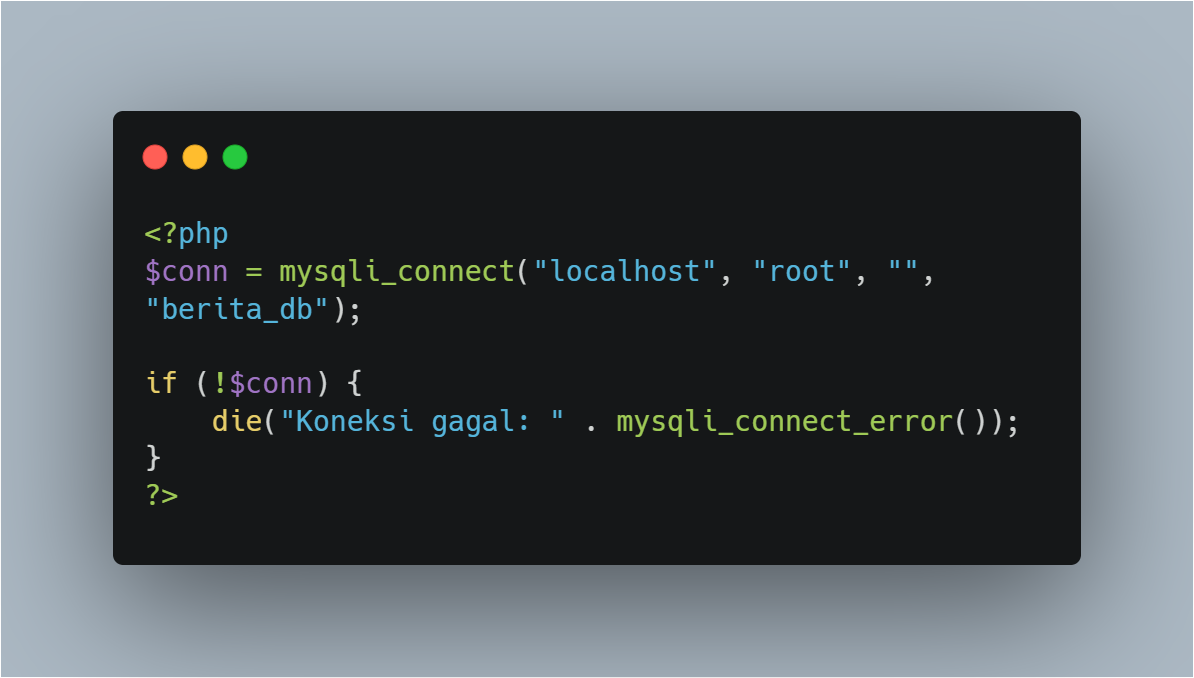 <?php
$conn = mysqli_connect("localhost", "root", "",
"berita_db");

if (!$conn) {
    die("Koneksi gagal: " . mysqli_connect_error());
}
?>